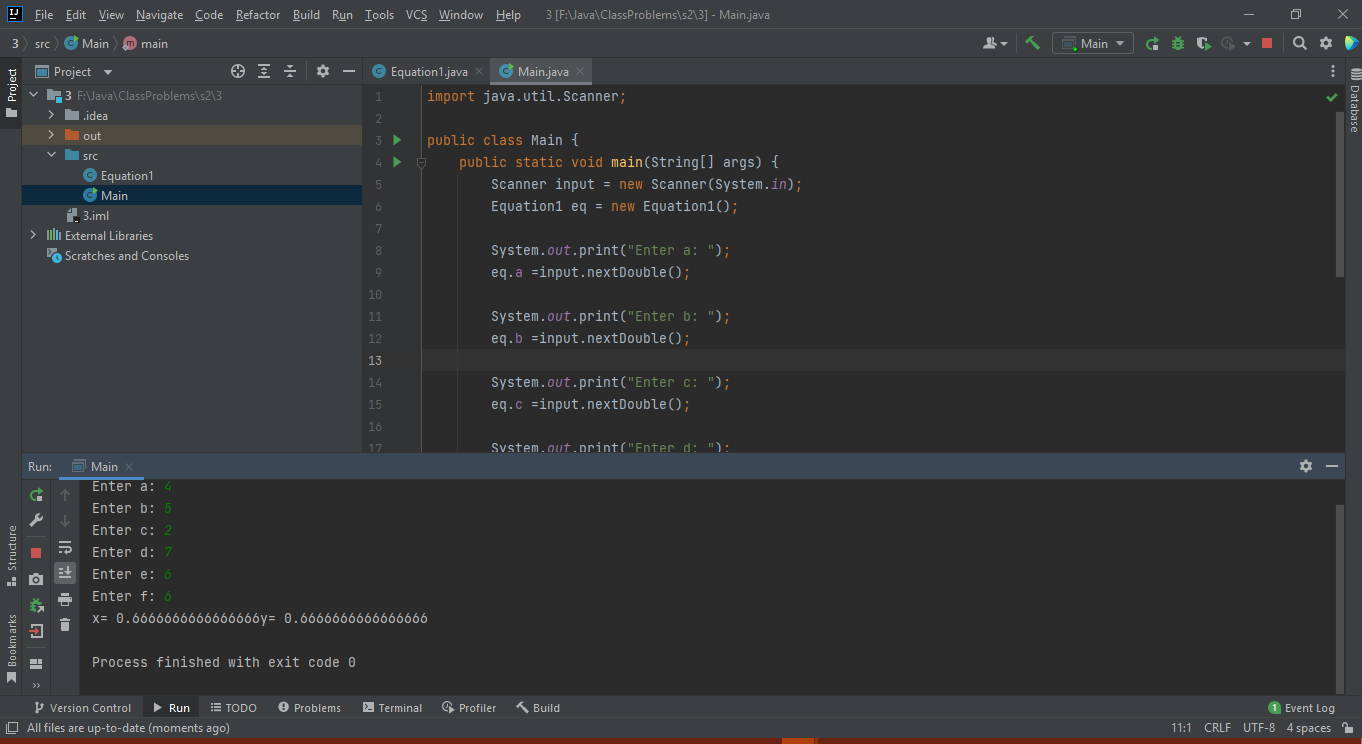 File Edit View Navigate Code Refactor Build Run Tools VCS Window Help 3 [F:\Java\ClassProblems\s2\3] - Main.java
3 src Main main
Main
Project
Equation1.java
Main.java
Project
Database
3 F:\Java\ClassProblems\s2\3
.idea
out
src
Equation1
Main
3.iml
External Libraries
Scratches and Consoles
1 import java.util.Scanner;
2
3 public class Main {
4 public static void main(String[] args) {
5 Scanner input = new Scanner(System.in);
6 Equation1 eq = new Equation1();
7
8 System.out.print("Enter a: ");
9 eq.a =input.nextDouble();
10
11 System.out.print("Enter b: ");
12 eq.b =input.nextDouble();
13
14 System.out.print("Enter c: ");
15 eq.c =input.nextDouble();
16
17 System.out.print("Enter d: ");
Run: Main
Enter a: 4
Enter b: 5
Enter c: 2
Enter d: 7
Enter e: 6
Enter f: 6
x= 0.6666666666666666y= 0.6666666666666666
Process finished with exit code 0
Structure
Bookmarks
Version Control Run TODO Problems Terminal Profiler Build 1 Event Log
All files are up-to-date (moments ago) 11:1 CRLF UTF-8 4 spaces